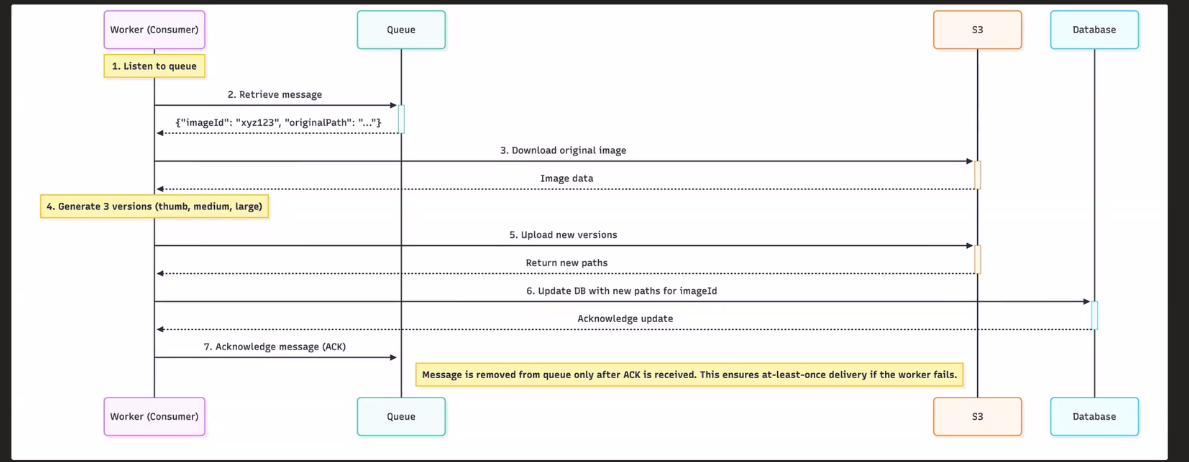 Worker (Consumer)
Queue
S3
Database
1. Listen to queue
2. Retrieve message
{"imageId": "xyz123", "originalPath": "..."}
3. Download original image
Image data
4. Generate 3 versions (thumb, medium, large)
5. Upload new versions
Return new paths
6. Update DB with new paths for imageId
Acknowledge update
7. Acknowledge message (ACK)
Message is removed from queue only after ACK is received. This ensures at-least-once delivery if the worker fails.
Worker (Consumer)
Queue
S3
Database